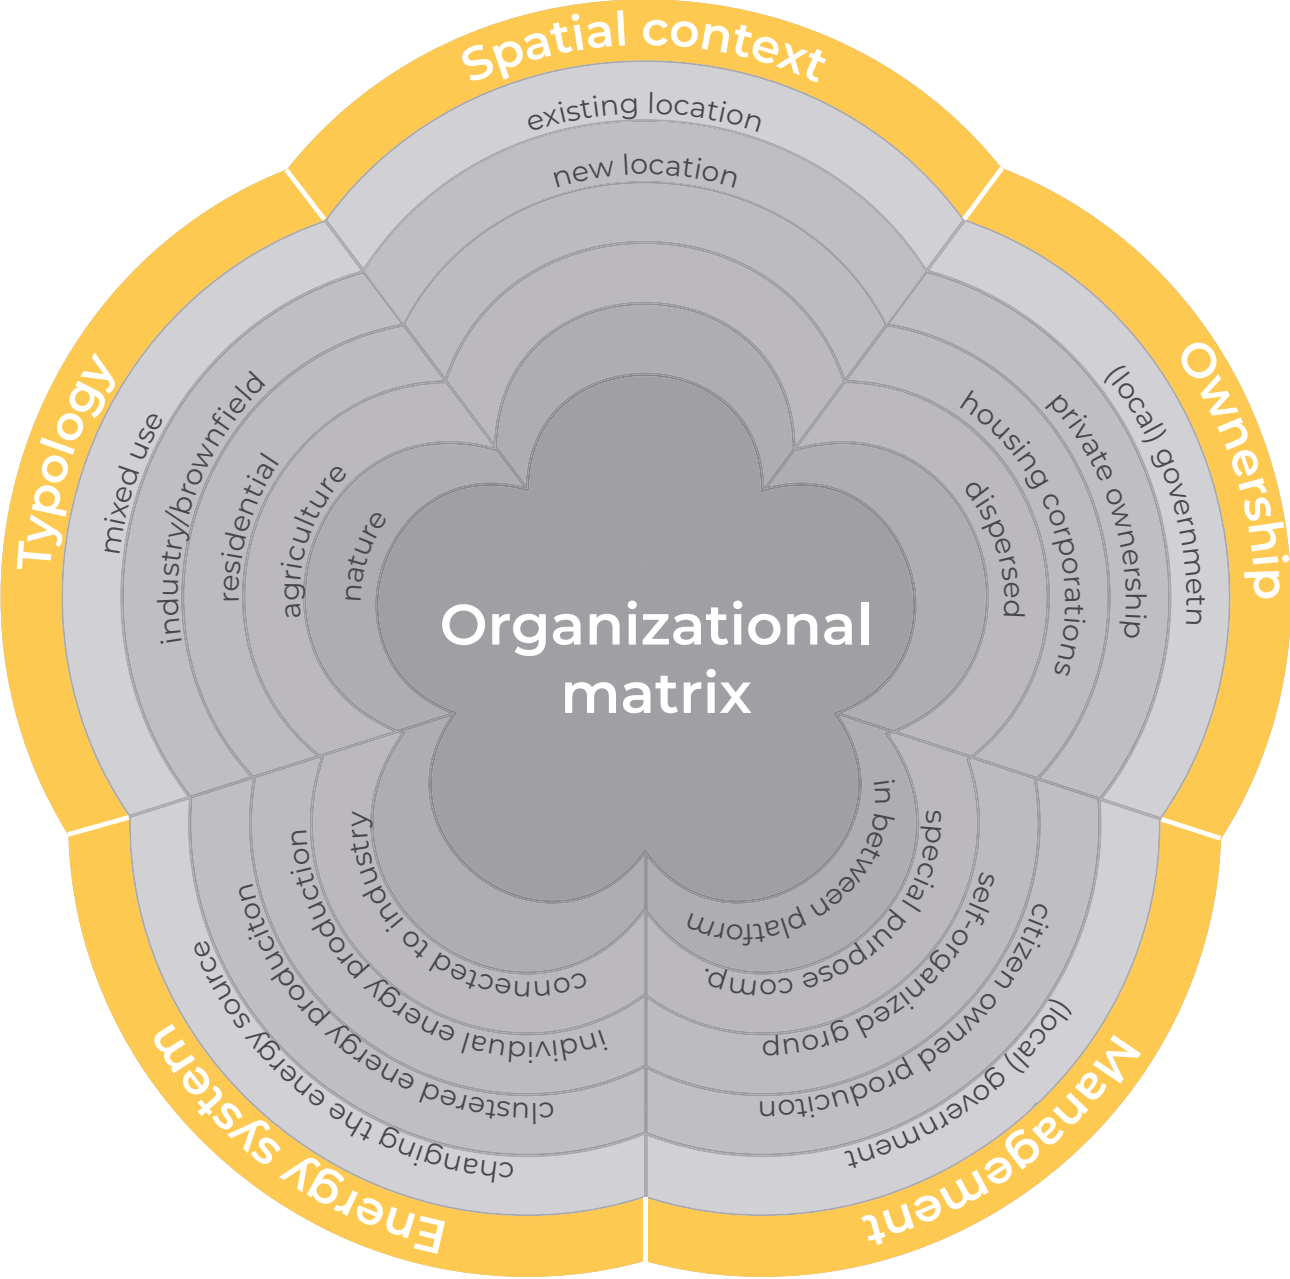 Spatial context
existing location
new location
Ownership
(local) governmetn
private ownership
housing corporations
dispersed
Management
(local) government
citizen owned produciton
self-organized group
special purpose comp.
in between platform
Energy system
changing the energy source
clustered energy produciton
individual energy production
connected to industry
Typology
mixed use
industry/brownfield
residential
agriculture
nature
Organizational
matrix